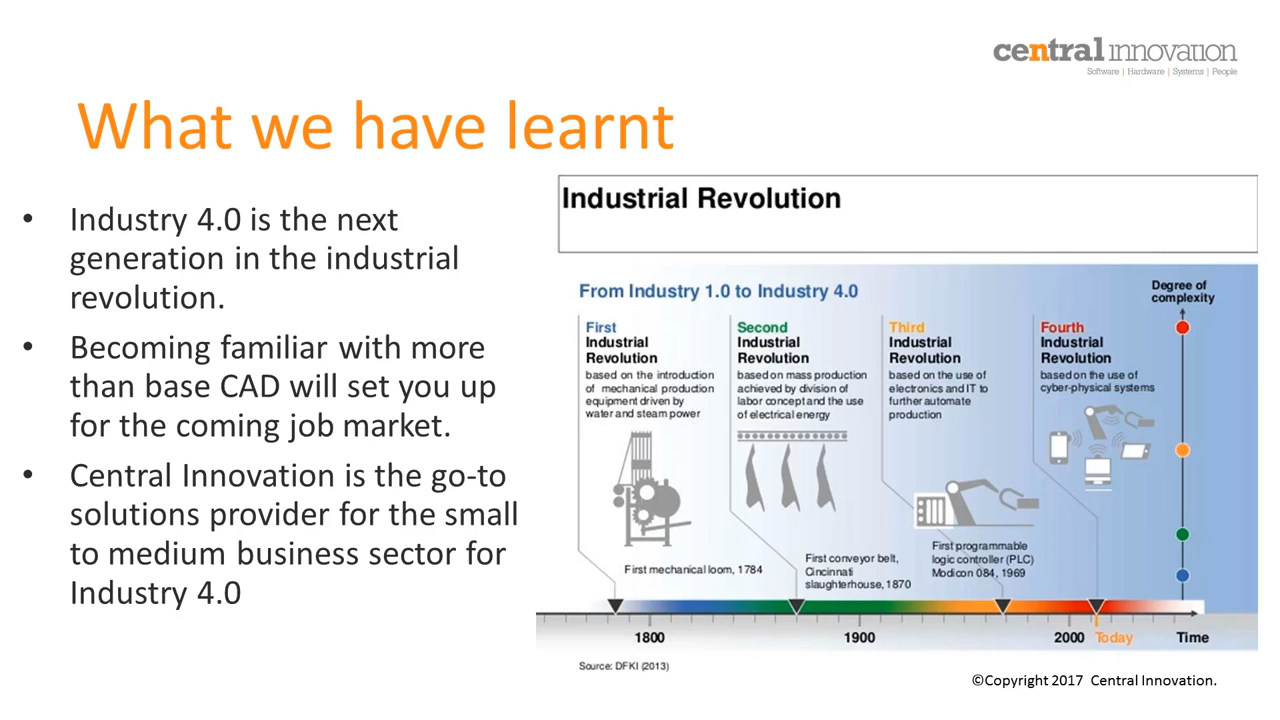 central innovation
Software | Hardware | Systems | People
What we have learnt
• Industry 4.0 is the next
generation in the industrial
revolution.
• Becoming familiar with more
than base CAD will set you up
for the coming job market.
• Central Innovation is the go-to
solutions provider for the small
to medium business sector for
Industry 4.0
Industrial Revolution
From Industry 1.0 to Industry 4.0
Degree of
complexity
First
Industrial
Revolution
based on the introduction
of mechanical production
equipment driven by
water and steam power
Second
Industrial
Revolution
based on mass production
achieved by division of
labor concept and the use
of electrical energy
Third
Industrial
Revolution
based on the use of
electronics and IT to
further automate
production
Fourth
Industrial
Revolution
based on the use of
cyber-physical systems
First mechanical loom, 1784
First conveyor belt,
Cincinnati
slaughterhouse, 1870
First programmable
logic controller (PLC)
Modicon 084, 1969
1800
1900
2000
Today
Time
Source: DFKI (2013)
©Copyright 2017 Central Innovation.